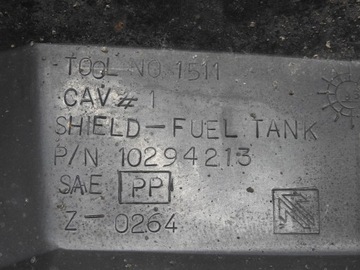 TOOL NO 1511
CAV# 1
SHIELD-FUEL TANK
P/N 10294213
SAE PP
Z-0264